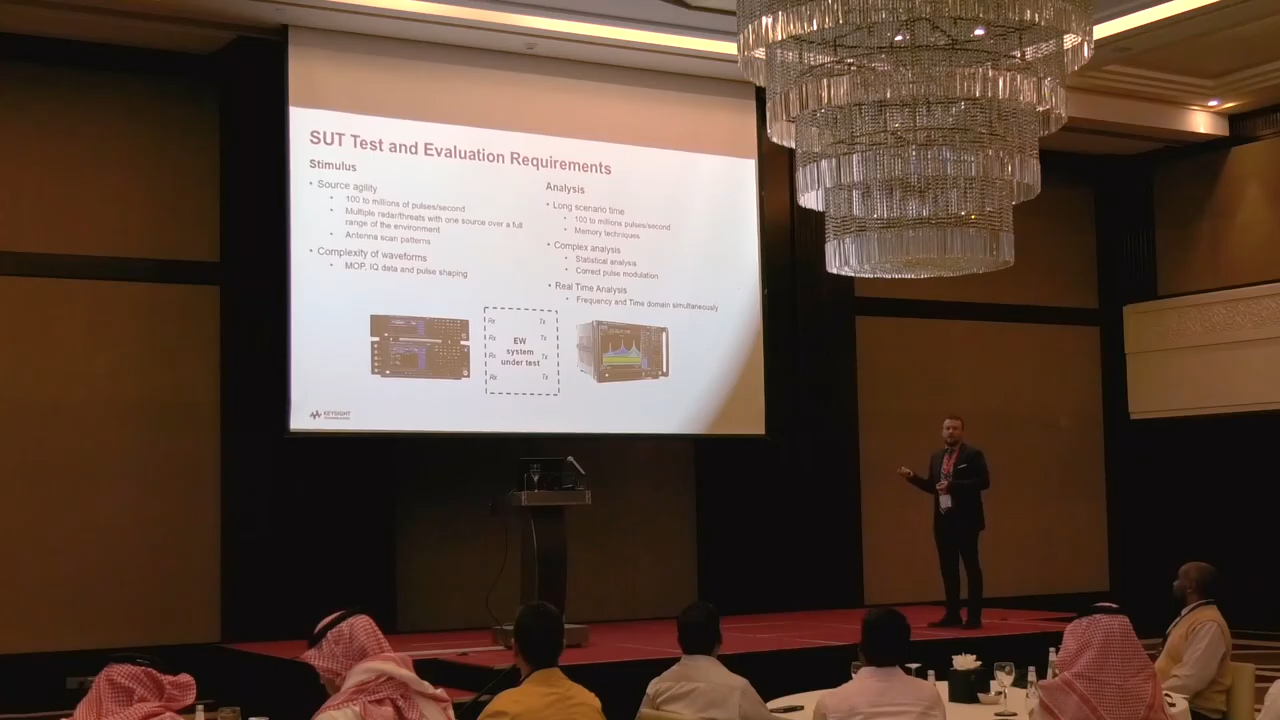 SUT Test and Evaluation Requirements
Stimulus
• Source agility
• 100 to millions of pulses/second
• Multiple radar/threats with one source over a full
range of the environment
• Antenna scan patterns
• Complexity of waveforms
• MOP, IQ data and pulse shaping
Analysis
• Long scenario time
• 100 to millions pulses/second
• Memory techniques
• Complex analysis
• Statistical analysis
• Correct pulse modulation
• Real Time Analysis
• Frequency and Time domain simultaneously
Rx Tx
Rx Tx
EW
system
under test
Rx Tx
Rx Tx
KEYSIGHT
TECHNOLOGIES